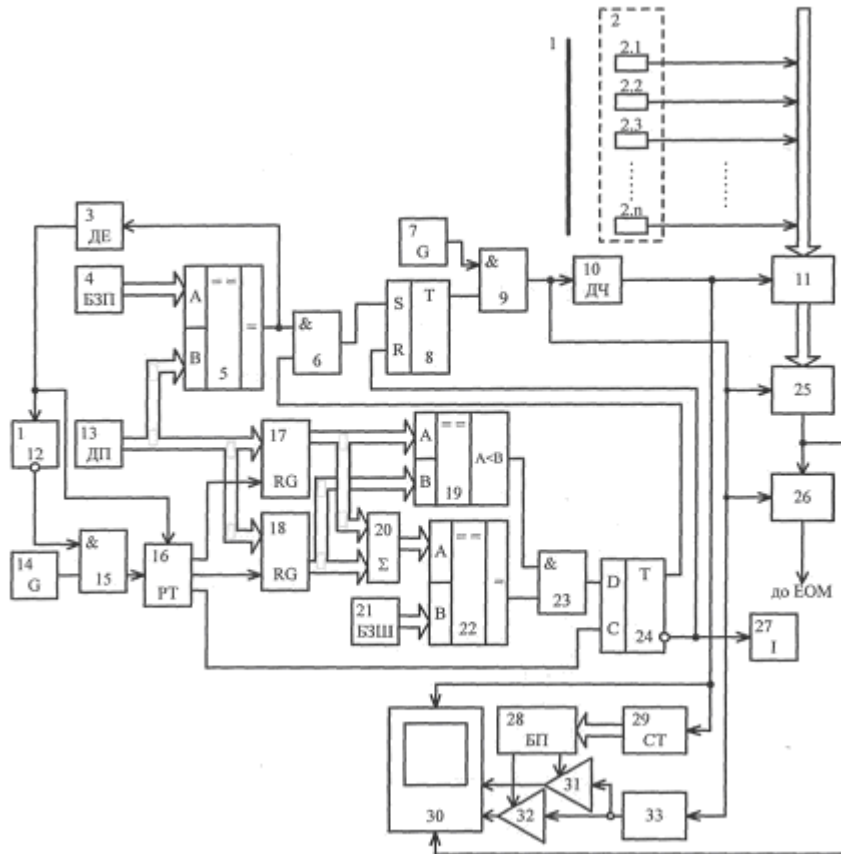 2
1
2.1
2.2
2.3
2.n
3
ДЕ
4
БЗП
A
B
==
=
5
&
6
7
G
S
R
T
8
&
9
10
ДЧ
11
25
26
до ЕОМ
1
12
13
ДП
14
G
&
15
16
РТ
17
RG
18
RG
A
B
==
19
A<B
20
Σ
21
БЗШ
A
B
==
22
=
&
23
D
C
T
24
27
I
28
БП
29
СТ
30
31
32
33